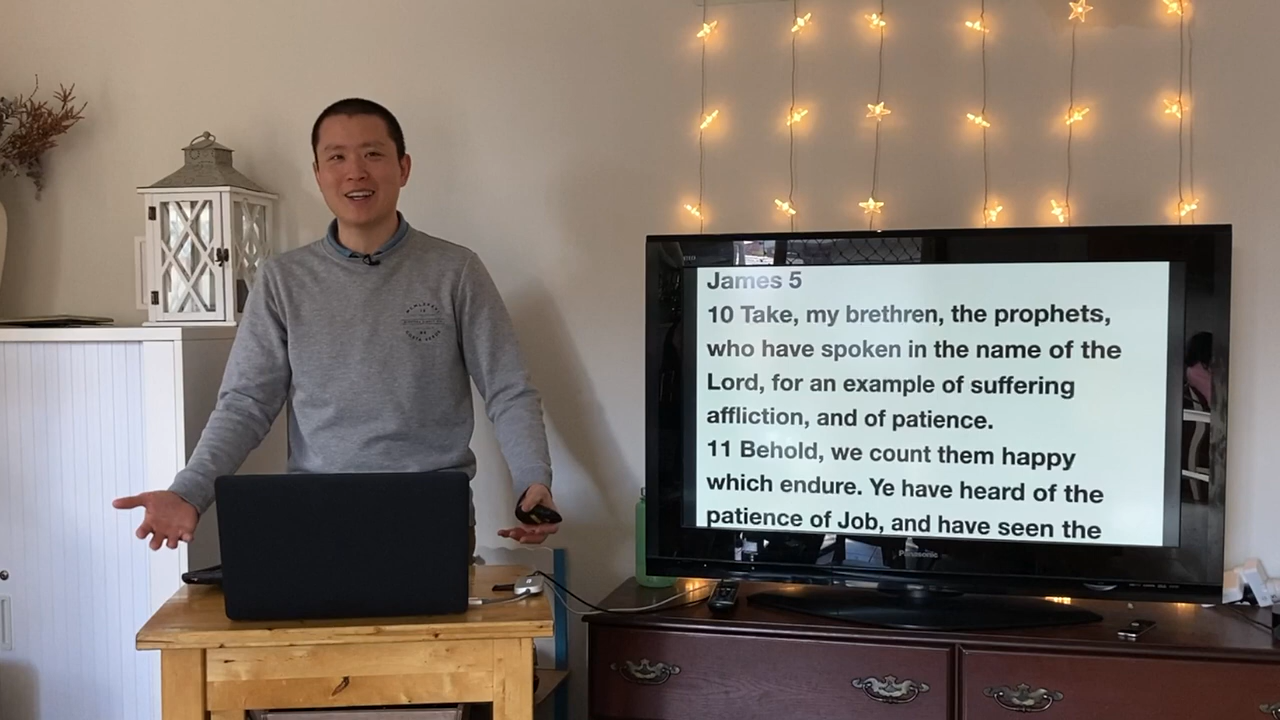 James 5
10 Take, my brethren, the prophets,
who have spoken in the name of the
Lord, for an example of suffering
affliction, and of patience.
11 Behold, we count them happy
which endure. Ye have heard of the
patience of Job, and have seen the
Panasonic